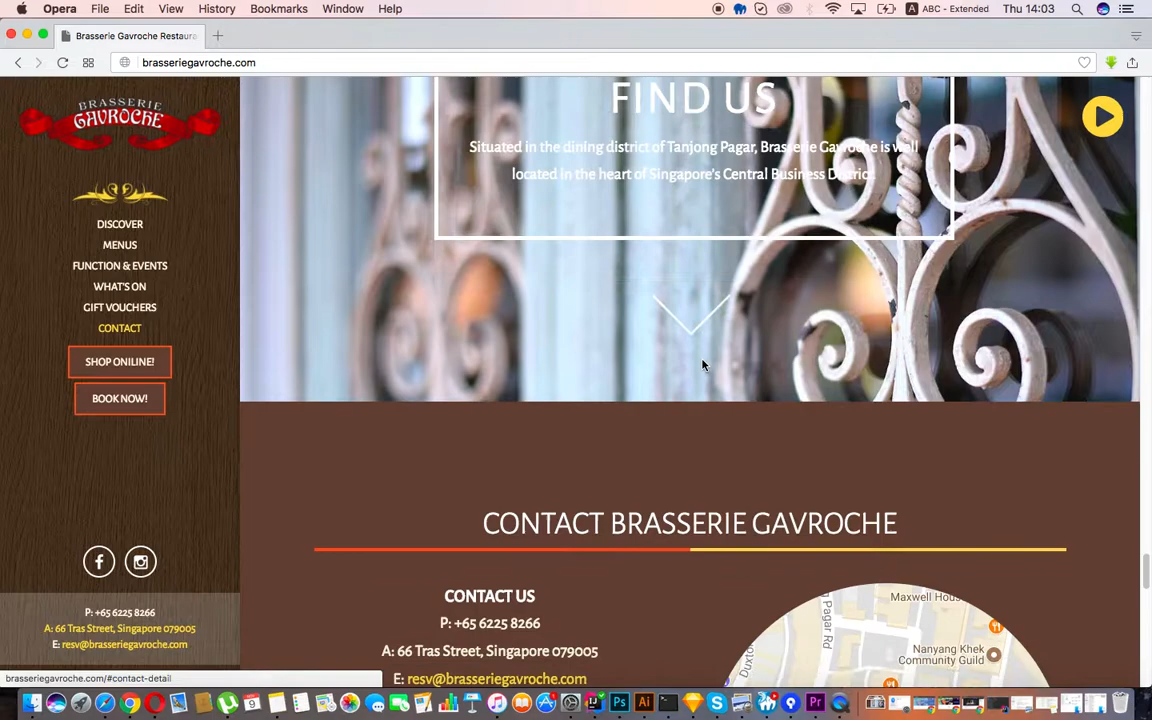 Opera File Edit View History Bookmarks Window Help
A ABC - Extended Thu 14:03
Brasserie Gavroche Restaura
brasseriegavroche.com
BRASSERIE
GAVROCHE
DISCOVER
MENUS
FUNCTION & EVENTS
WHAT'S ON
GIFT VOUCHERS
CONTACT
SHOP ONLINE!
BOOK NOW!
P: +65 6225 8266
A: 66 Tras Street, Singapore 079005
E: resv@brasseriegavroche.com
brasseriegavroche.com/#contact-detail
FIND US
Situated in the dining district of Tanjong Pagar, Brasserie Gavroche is well
located in the heart of Singapore's Central Business District.
CONTACT BRASSERIE GAVROCHE
CONTACT US
P: +65 6225 8266
A: 66 Tras Street, Singapore 079005
E: resv@brasseriegavroche.com
Maxwell Hous
Pagar Rd
Nanyang Khek
Community Guild
Duxto